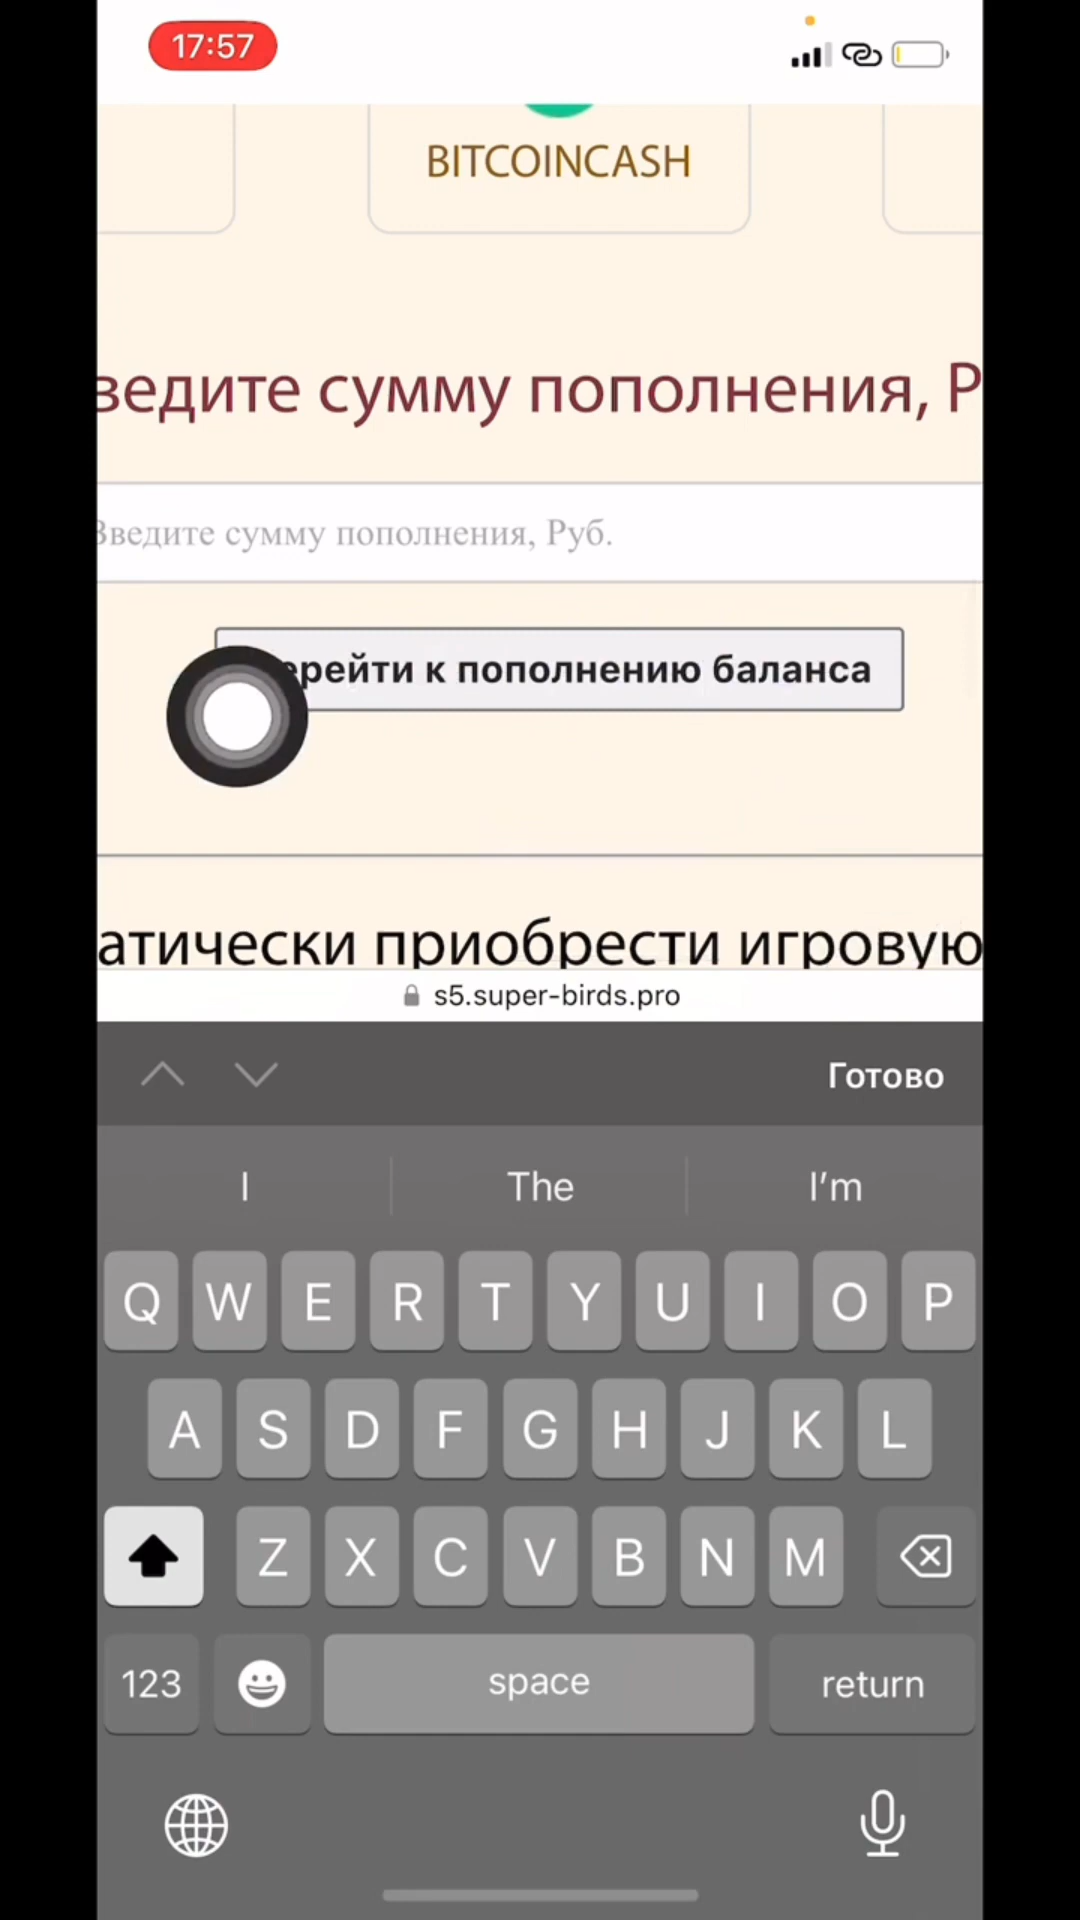 17:57
BITCOINCASH
ведите сумму пополнения, Р
Введите сумму пополнения, Руб.
ерейти к пополнению баланса
атически приобрести игровую
s5.super-birds.pro
Готово
I The I'm
Q W E R T Y U I O P
A S D F G H J K L
Z X C V B N M
123 space return